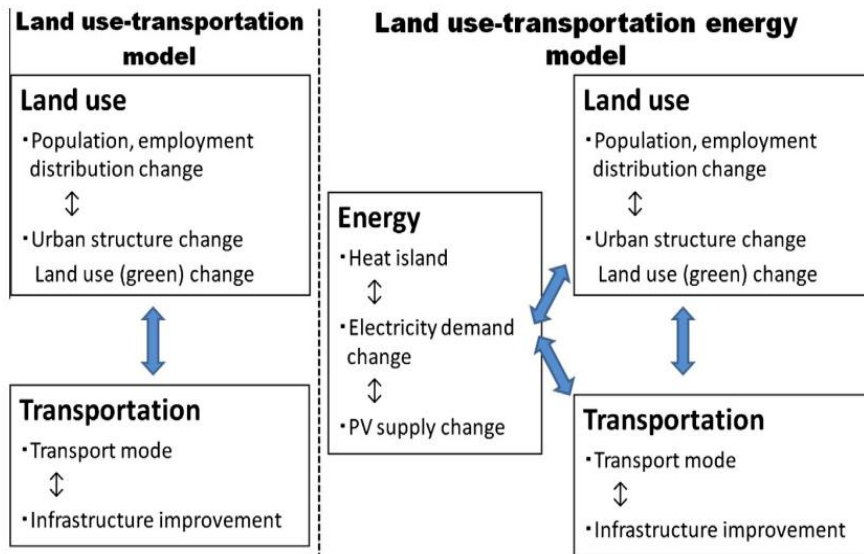 Land use-transportation
model
Land use
・Population, employment
distribution change
↕
・Urban structure change
Land use (green) change
Transportation
・Transport mode
↕
・Infrastructure improvement
Land use-transportation energy
model
Energy
・Heat island
↕
・Electricity demand
change
↕
・PV supply change
Land use
・Population, employment
distribution change
↕
・Urban structure change
Land use (green) change
Transportation
・Transport mode
↕
・Infrastructure improvement